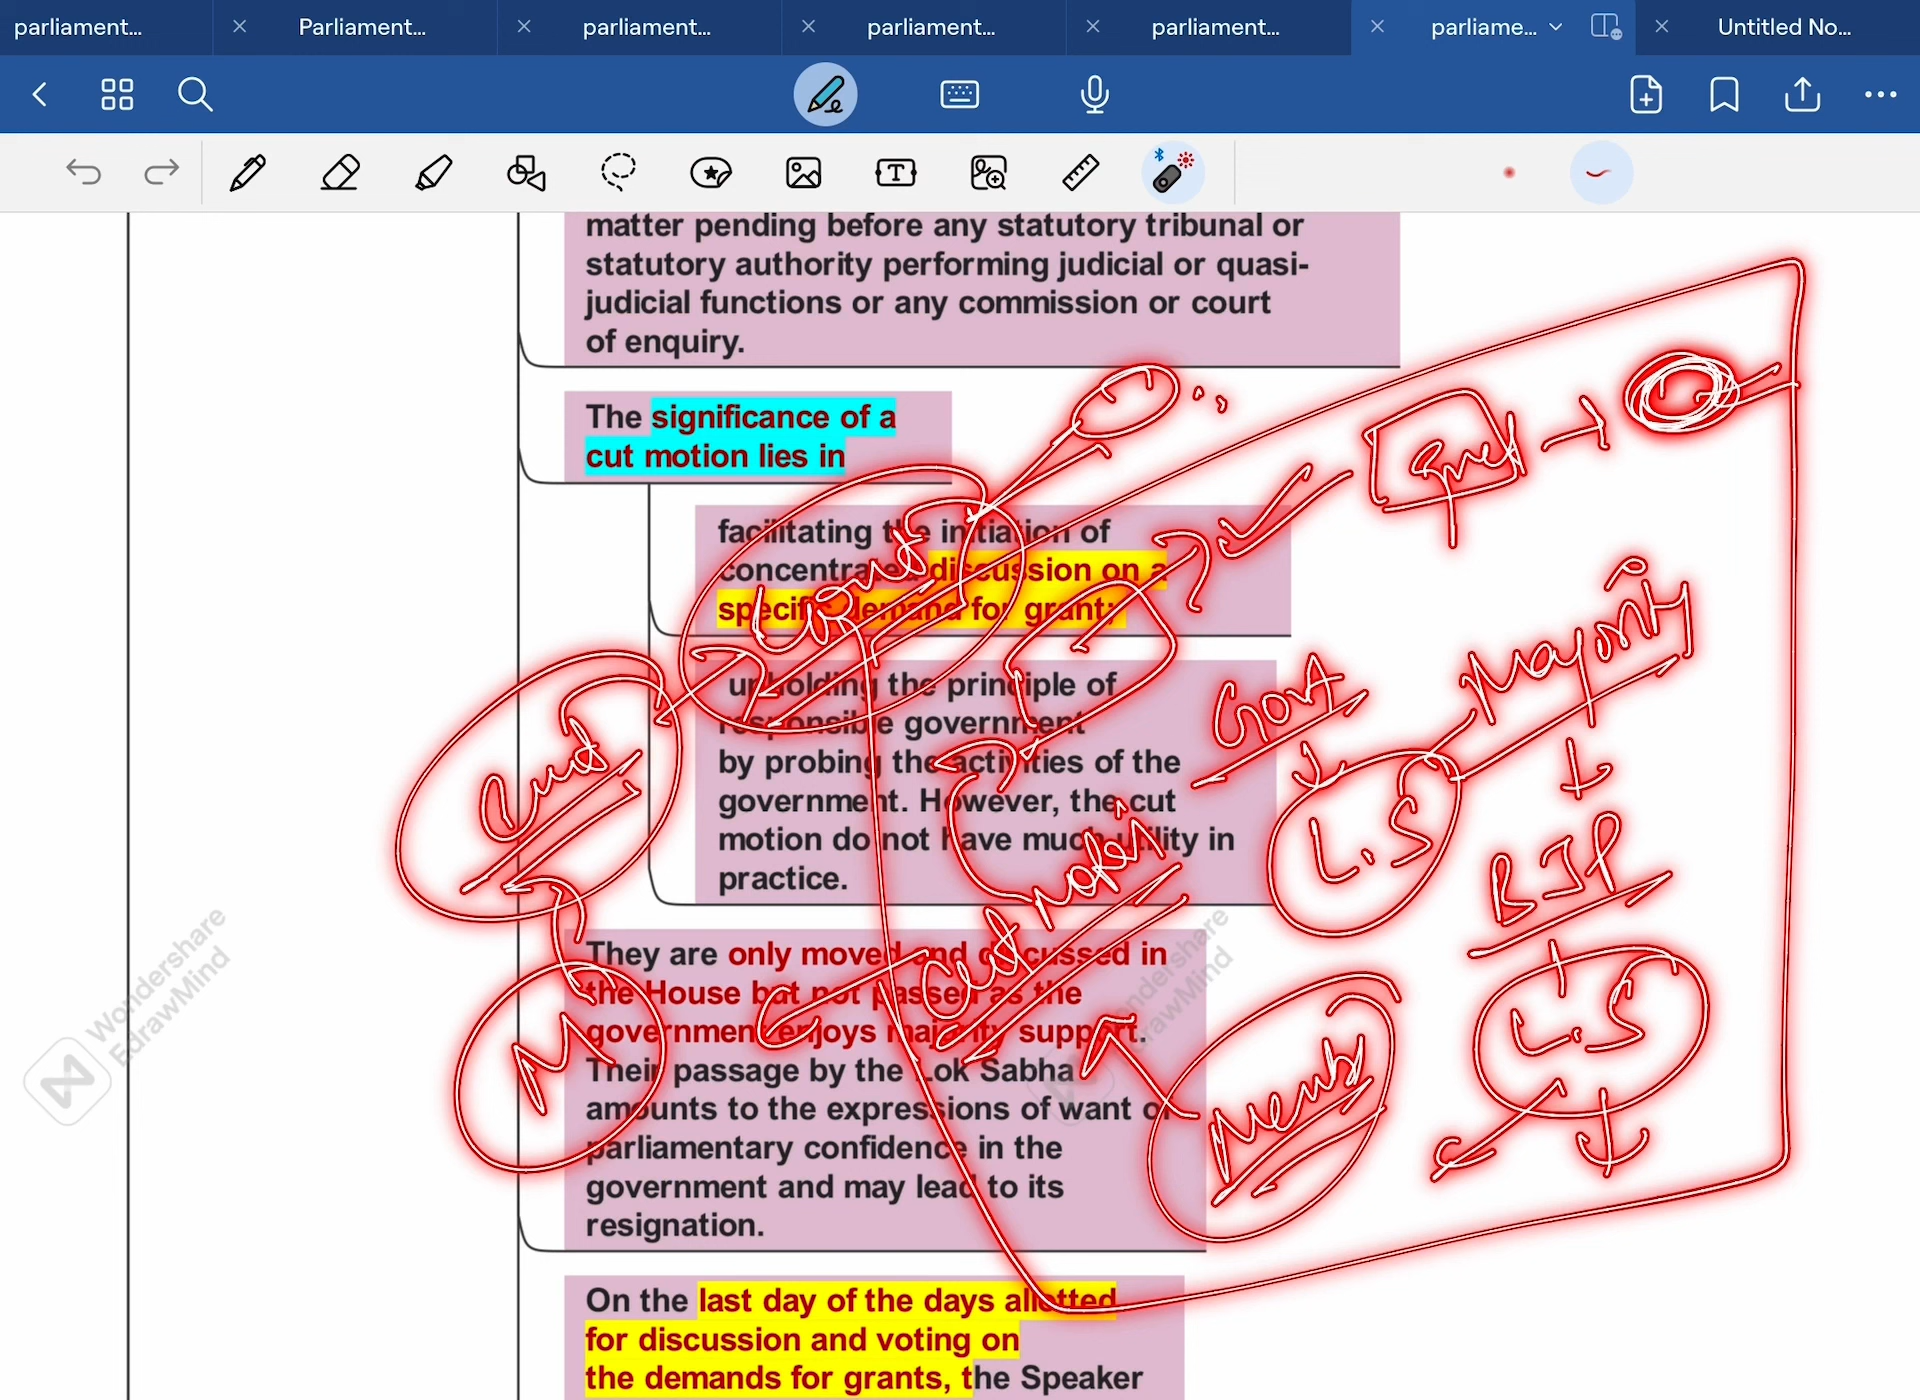 parliament...
Parliament...
parliament...
parliament...
parliament...
parliame...
Untitled No...
matter pending before any statutory tribunal or
statutory authority performing judicial or quasi-
judicial functions or any commission or court
of enquiry.
The significance of a
cut motion lies in
facilitating the initiation of
concentrated discussion on a
specific demand for grant;
upholding the principle of
responsible government
by probing the activities of the
government. However, the cut
motion do not have much utility in
practice.
They are only moved and discussed in
the House but not passed as the
government enjoys majority support.
Their passage by the Lok Sabha
amounts to the expressions of want of
parliamentary confidence in the
government and may lead to its
resignation.
On the last day of the days allotted
for discussion and voting on
the demands for grants, the Speaker
Govt
Majority
L.S
BJP
L.S
Cut motion
M
Wondershare
EdrawMind
Wondershare
EdrawMind